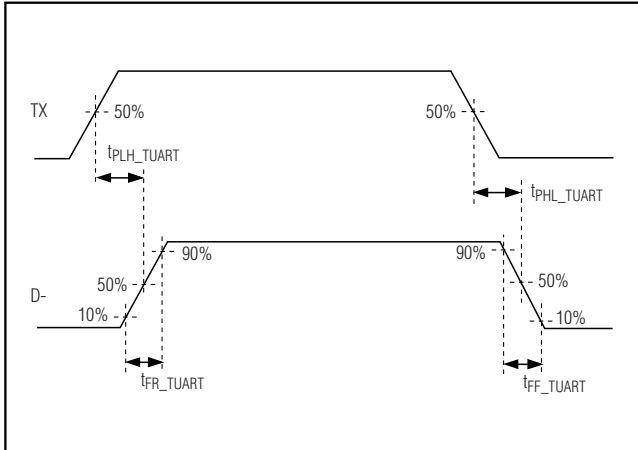 TX
50%
50%
tPLH_TUART
tPHL_TUART
D-
90%
90%
50%
50%
10%
10%
tFR_TUART
tFF_TUART